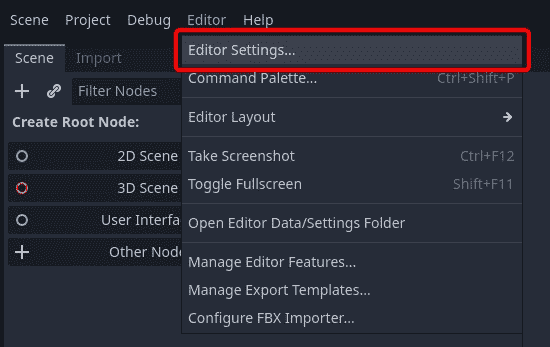 Scene Project Debug Editor Help
Scene Import
Editor Settings...
Filter Nodes
Command Palette... Ctrl+Shift+P
Create Root Node:
Editor Layout
2D Scene
Take Screenshot Ctrl+F12
3D Scene
Toggle Fullscreen Shift+F11
User Interfa
Open Editor Data/Settings Folder
Other Node
Manage Editor Features...
Manage Export Templates...
Configure FBX Importer...